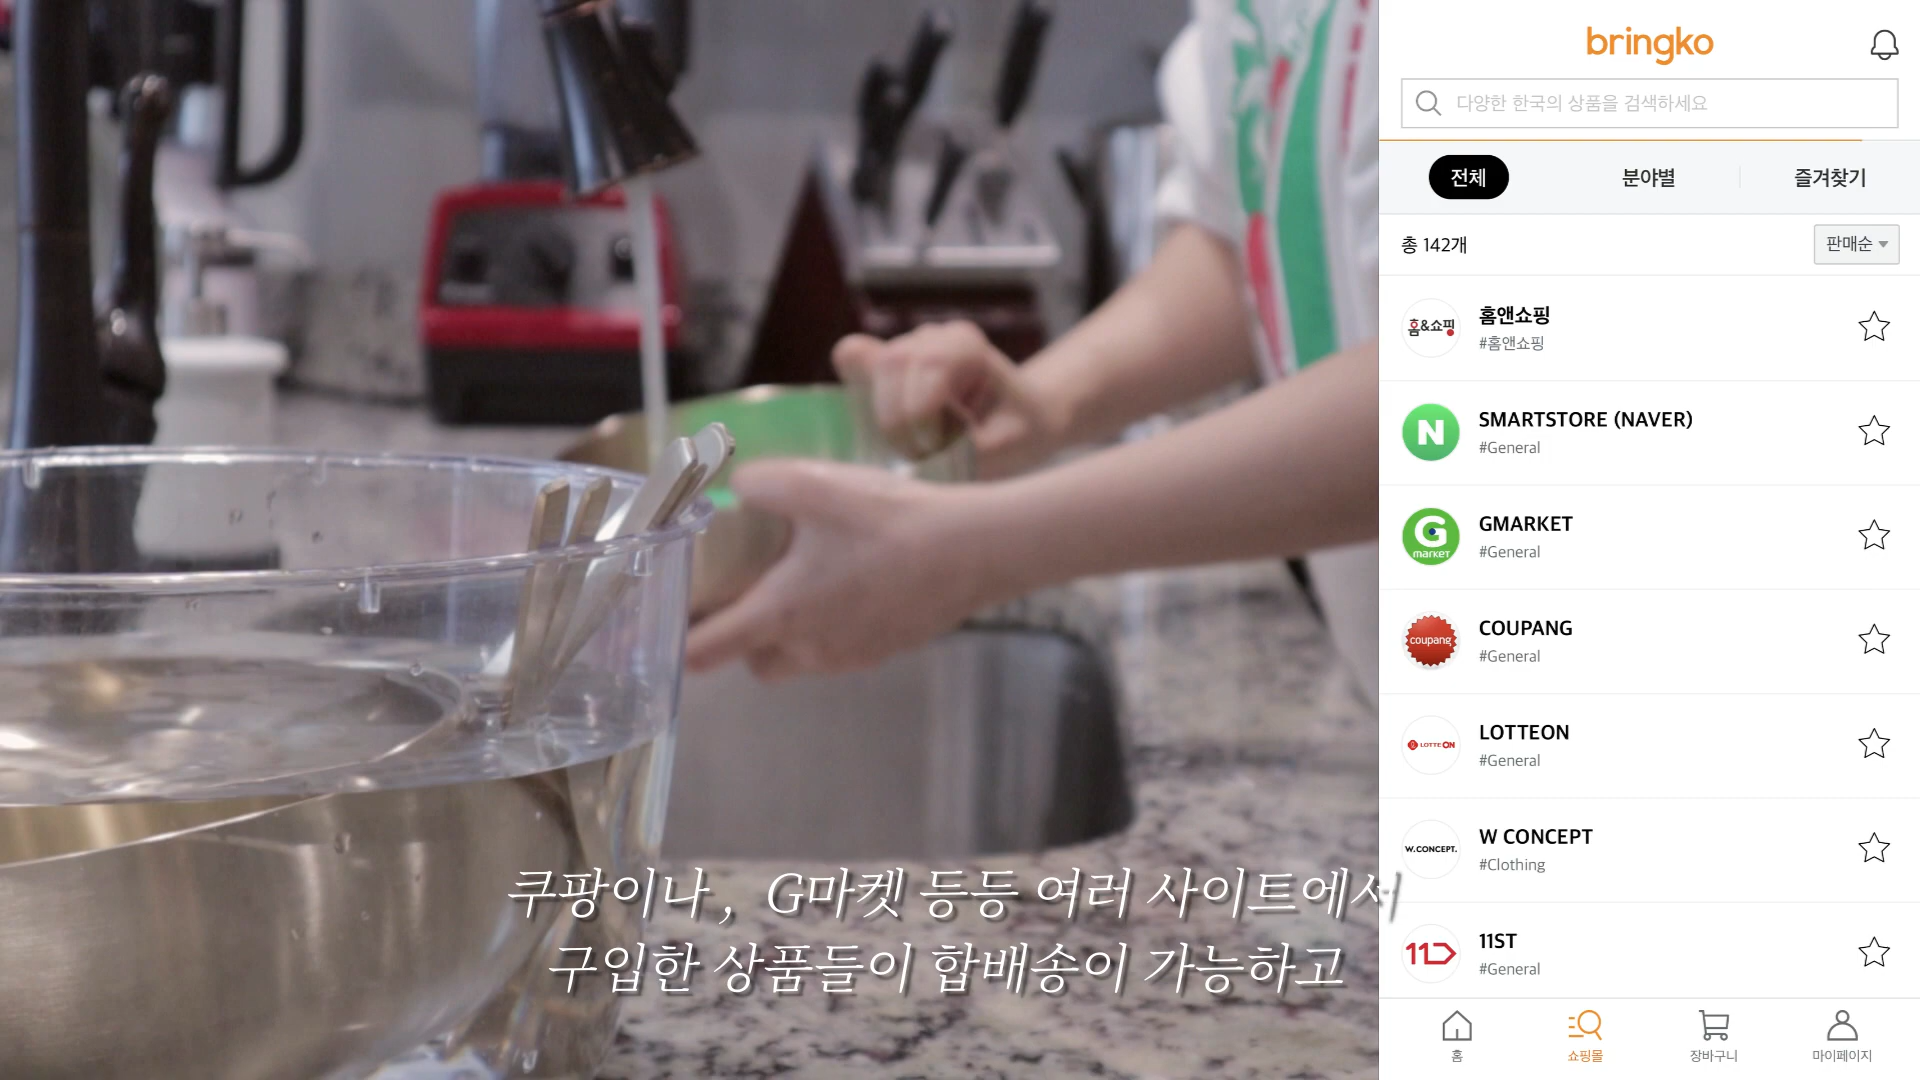 쿠팡이나, G마켓 등등 여러 사이트에서
구입한 상품들이 합배송이 가능하고
bringko
다양한 한국의 상품을 검색하세요
전체
분야별
즐겨찾기
총 142개
판매순
홈&쇼핑
홈앤쇼핑
#홈앤쇼핑
N
SMARTSTORE (NAVER)
#General
G
market
GMARKET
#General
coupang
COUPANG
#General
LOTTE ON
LOTTEON
#General
W.CONCEPT.
W CONCEPT
#Clothing
11
11ST
#General
홈
쇼핑몰
장바구니
마이페이지